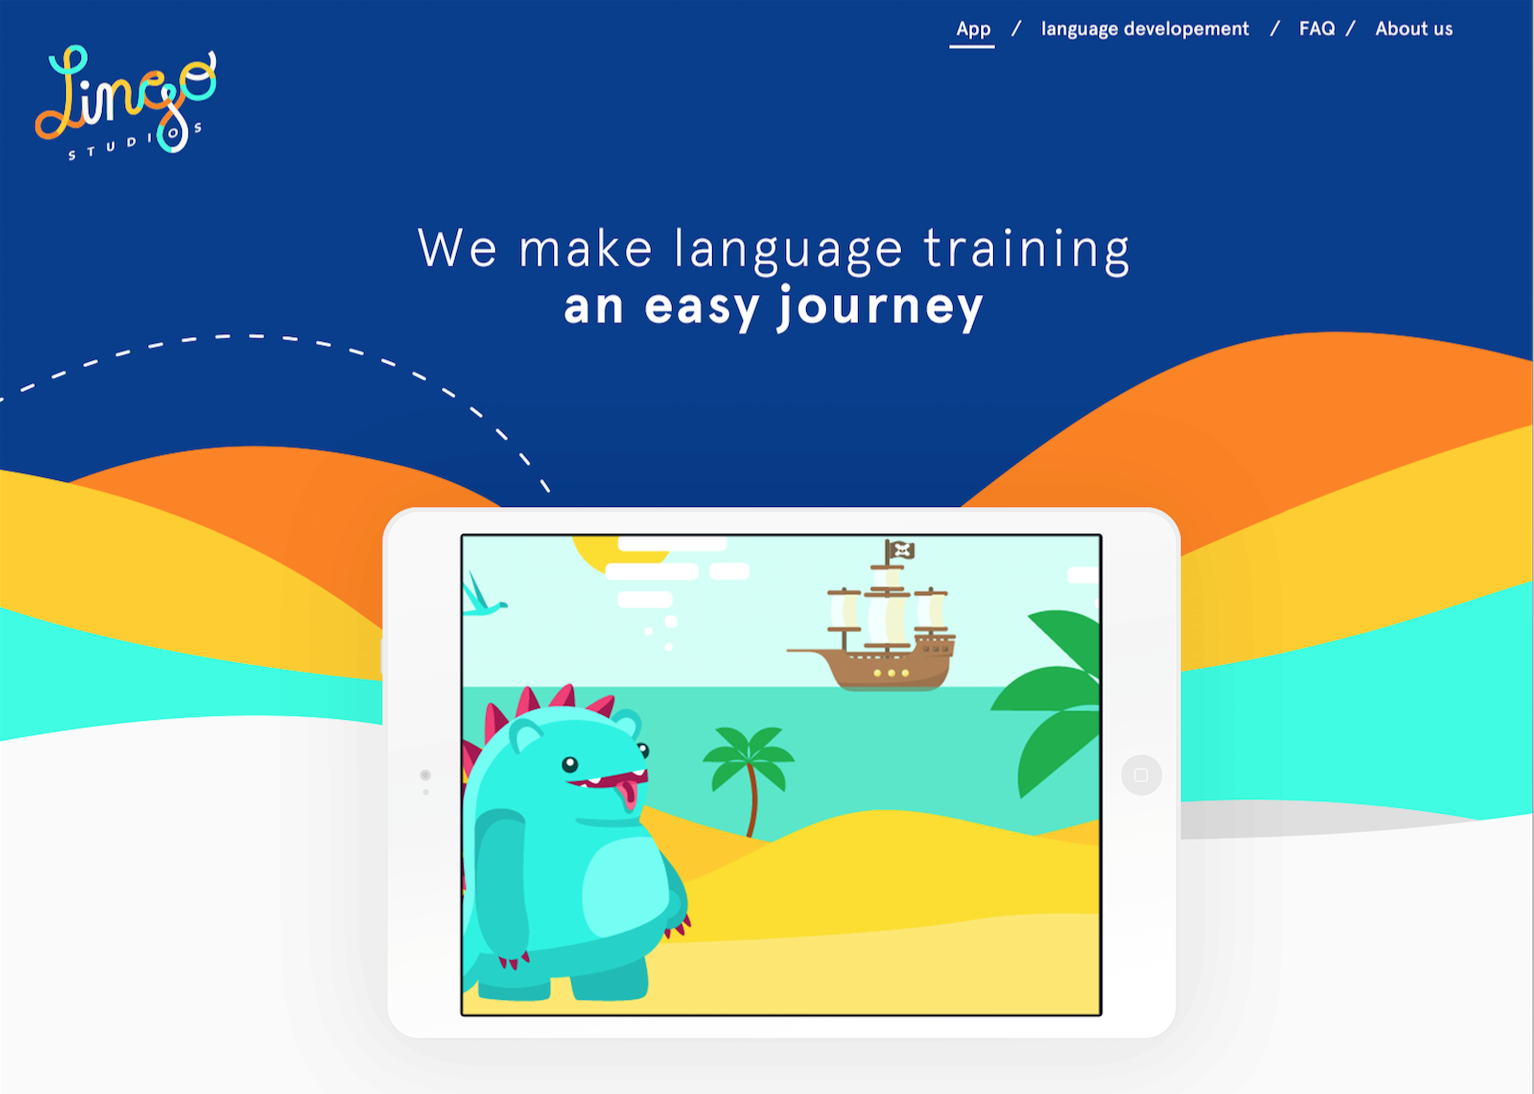 App / language developement / FAQ / About us
Lingo
STUDIOS
We make language training
an easy journey